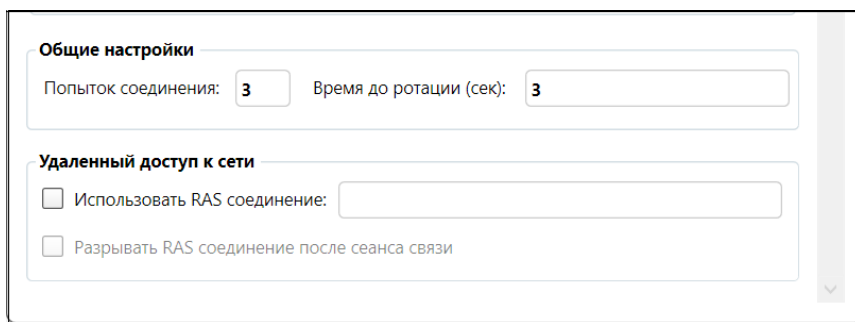 Общие настройки
Попыток соединения: 3 Время до ротации (сек): 3
Удаленный доступ к сети
Использовать RAS соединение:
Разрывать RAS соединение после сеанса связи